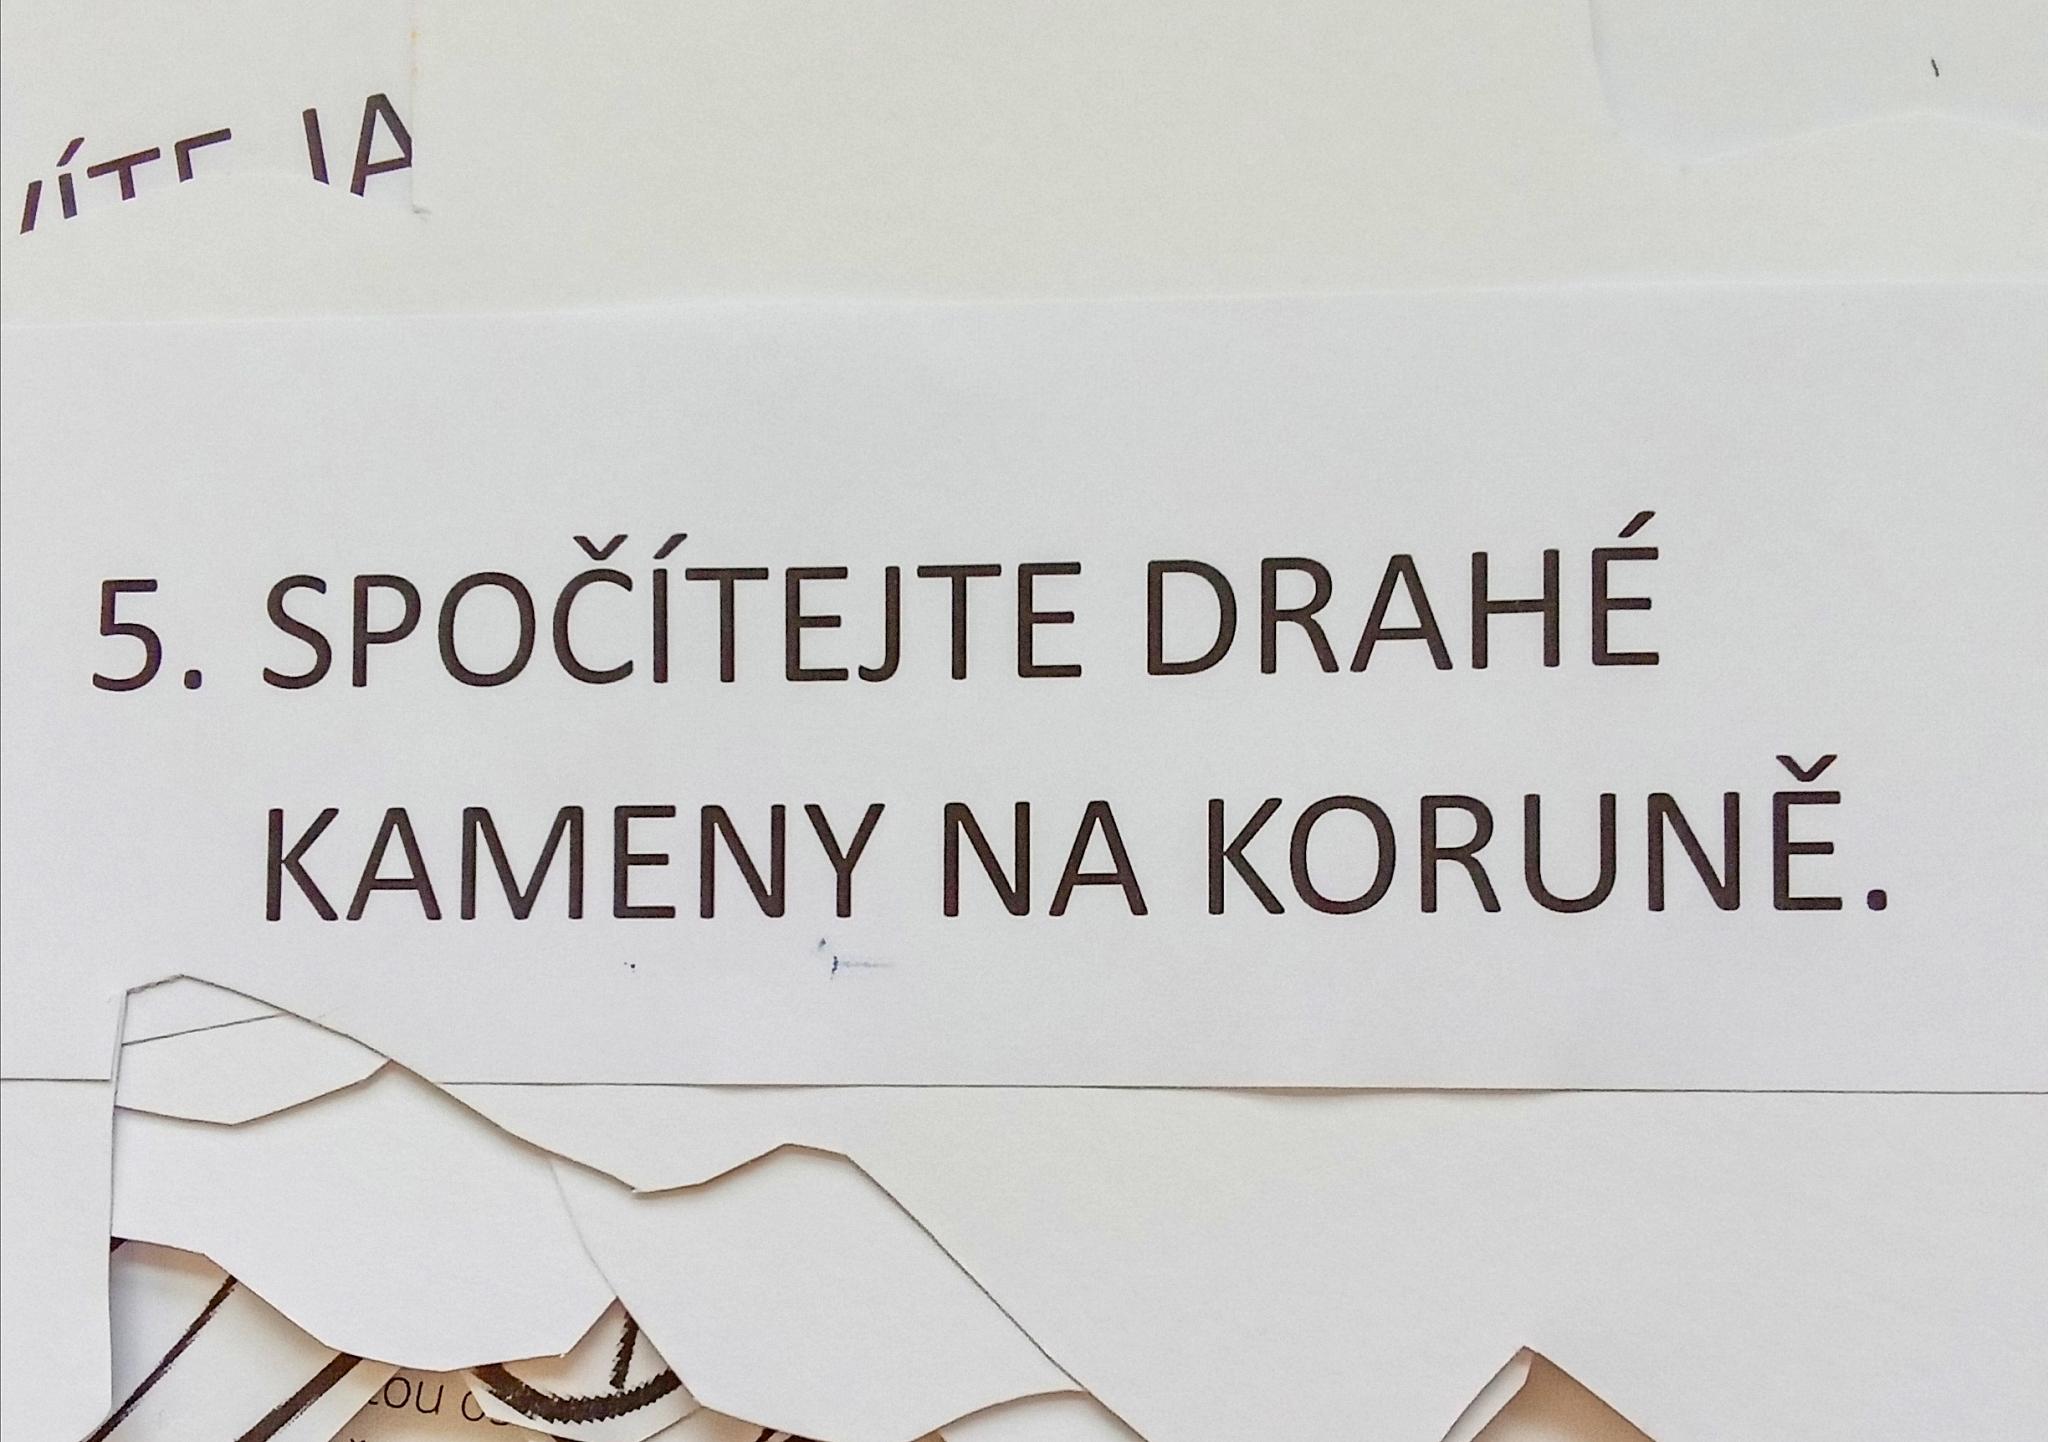 5. SPOČÍTEJTE DRAHÉ
KAMENY NA KORUNĚ.